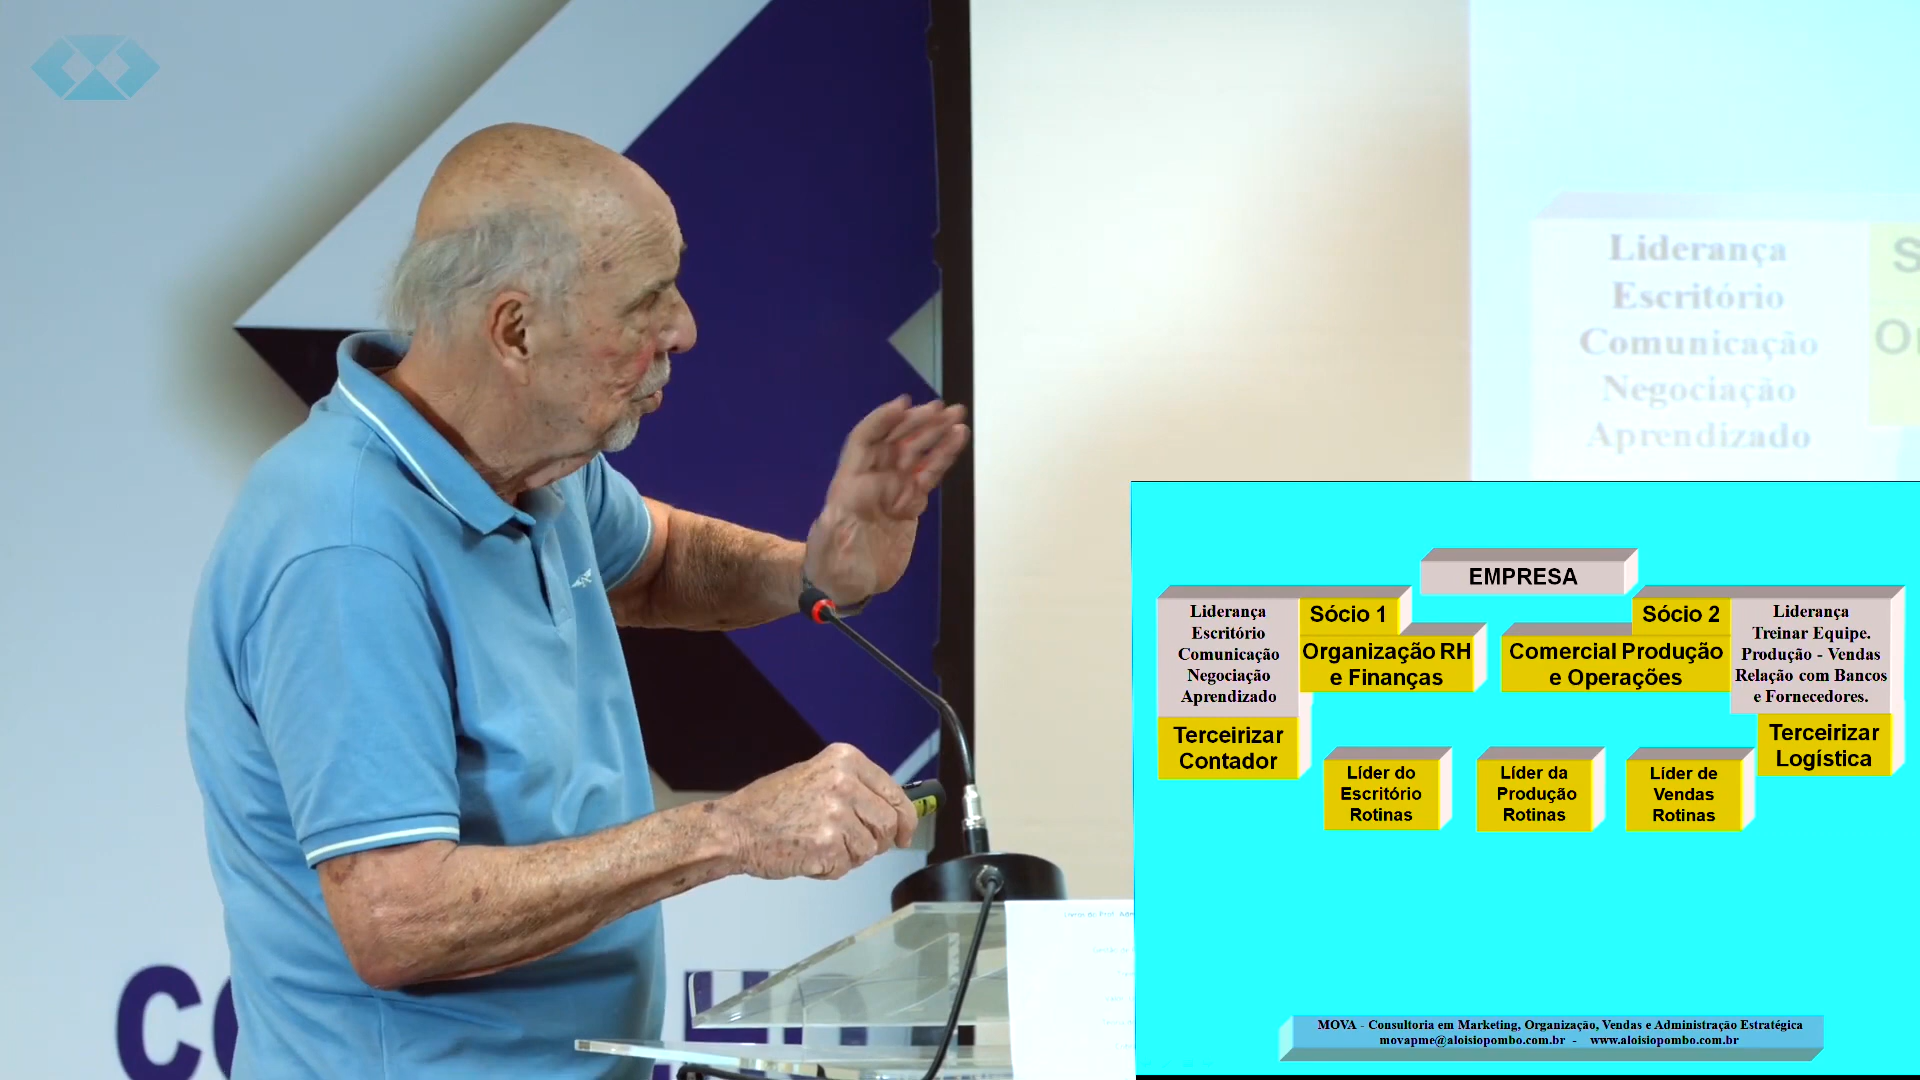 Liderança
Escritório
Comunicação
Negociação
Aprendizado
EMPRESA
Liderança
Escritório
Comunicação
Negociação
Aprendizado
Sócio 1
Organização RH
e Finanças
Terceirizar
Contador
Sócio 2
Comercial Produção
e Operações
Liderança
Treinar Equipe.
Produção - Vendas
Relação com Bancos
e Fornecedores.
Terceirizar
Logística
Líder do
Escritório
Rotinas
Líder da
Produção
Rotinas
Líder de
Vendas
Rotinas
MOVA - Consultoria em Marketing, Organização, Vendas e Administração Estratégica
movapme@aloisiopombo.com.br - www.aloisiopombo.com.br